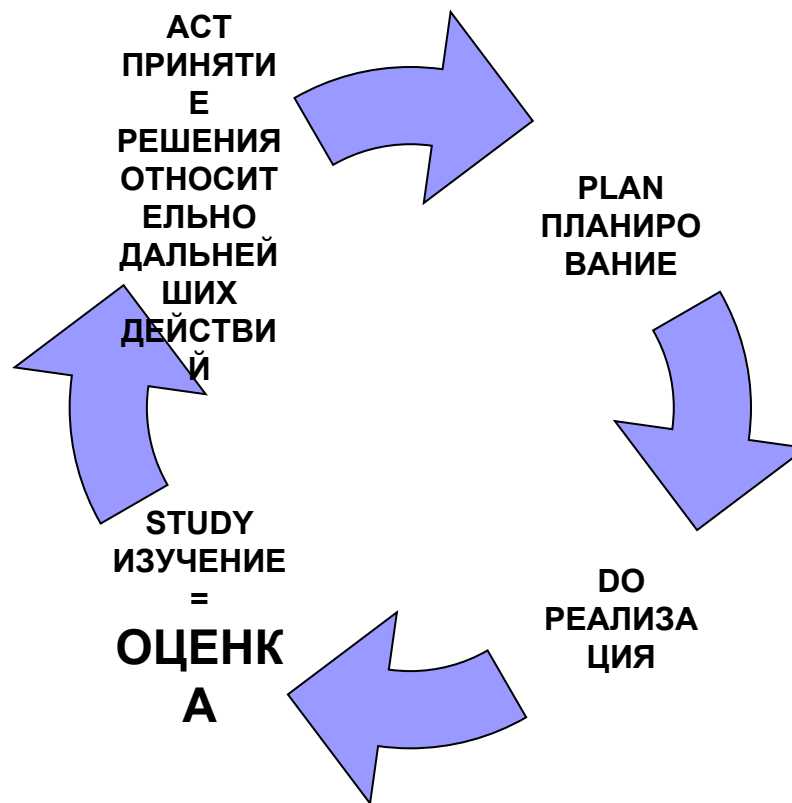 ACT
ПРИНЯТИ
Е
РЕШЕНИЯ
ОТНОСИТ
ЕЛЬНО
ДАЛЬНЕЙ
ШИХ
ДЕЙСТВИ
Й
PLAN
ПЛАНИРО
ВАНИЕ
DO
РЕАЛИЗА
ЦИЯ
STUDY
ИЗУЧЕНИЕ
=
ОЦЕНК
А